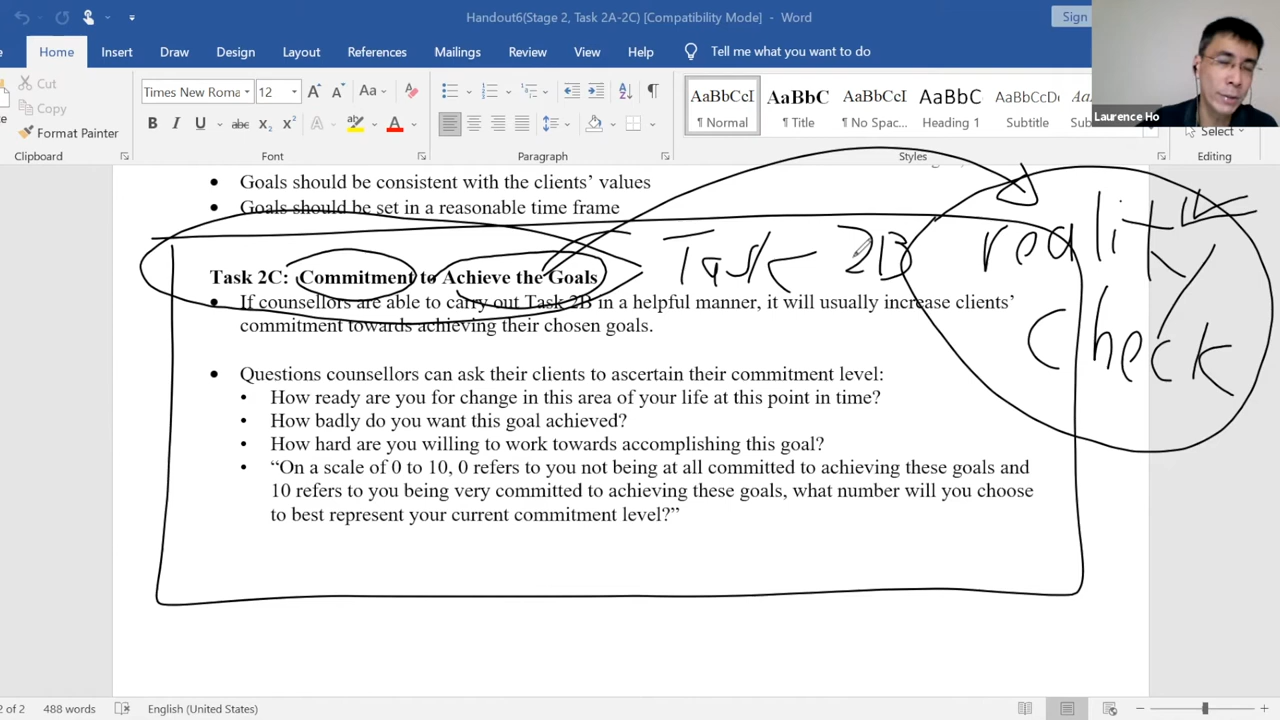 Handout6(Stage 2, Task 2A-2C) [Compatibility Mode] - Word
Sign
Home Insert Draw Design Layout References Mailings Review View Help Tell me what you want to do
Cut
Copy
Format Painter
Times New Roma 12
Aa
B I U abc x₂ x² A A
AaBbCcI AaBbC AaBbCcI AaBbC AaBbCcDc
¶ Normal ¶ Title ¶ No Spac... Heading 1 Subtitle
Select
Clipboard Font Paragraph Styles Editing
Laurence Ho
• Goals should be consistent with the clients’ values
• Goals should be set in a reasonable time frame
Task 2B reality
check
Task 2C: Commitment to Achieve the Goals
• If counsellors are able to carry out Task 2B in a helpful manner, it will usually increase clients’
commitment towards achieving their chosen goals.
• Questions counsellors can ask their clients to ascertain their commitment level:
• How ready are you for change in this area of your life at this point in time?
• How badly do you want this goal achieved?
• How hard are you willing to work towards accomplishing this goal?
• “On a scale of 0 to 10, 0 refers to you not being at all committed to achieving these goals and
10 refers to you being very committed to achieving these goals, what number will you choose
to best represent your current commitment level?”
2 of 2 488 words English (United States)